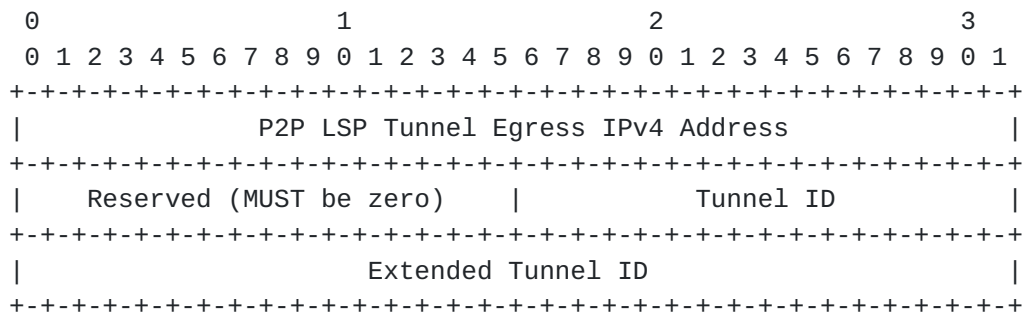 0                   1                   2                   3
 0 1 2 3 4 5 6 7 8 9 0 1 2 3 4 5 6 7 8 9 0 1 2 3 4 5 6 7 8 9 0 1
+-+-+-+-+-+-+-+-+-+-+-+-+-+-+-+-+-+-+-+-+-+-+-+-+-+-+-+-+-+-+-+-+
|               P2P LSP Tunnel Egress IPv4 Address              |
+-+-+-+-+-+-+-+-+-+-+-+-+-+-+-+-+-+-+-+-+-+-+-+-+-+-+-+-+-+-+-+-+
|    Reserved (MUST be zero)    |           Tunnel ID           |
+-+-+-+-+-+-+-+-+-+-+-+-+-+-+-+-+-+-+-+-+-+-+-+-+-+-+-+-+-+-+-+-+
|                      Extended Tunnel ID                       |
+-+-+-+-+-+-+-+-+-+-+-+-+-+-+-+-+-+-+-+-+-+-+-+-+-+-+-+-+-+-+-+-+